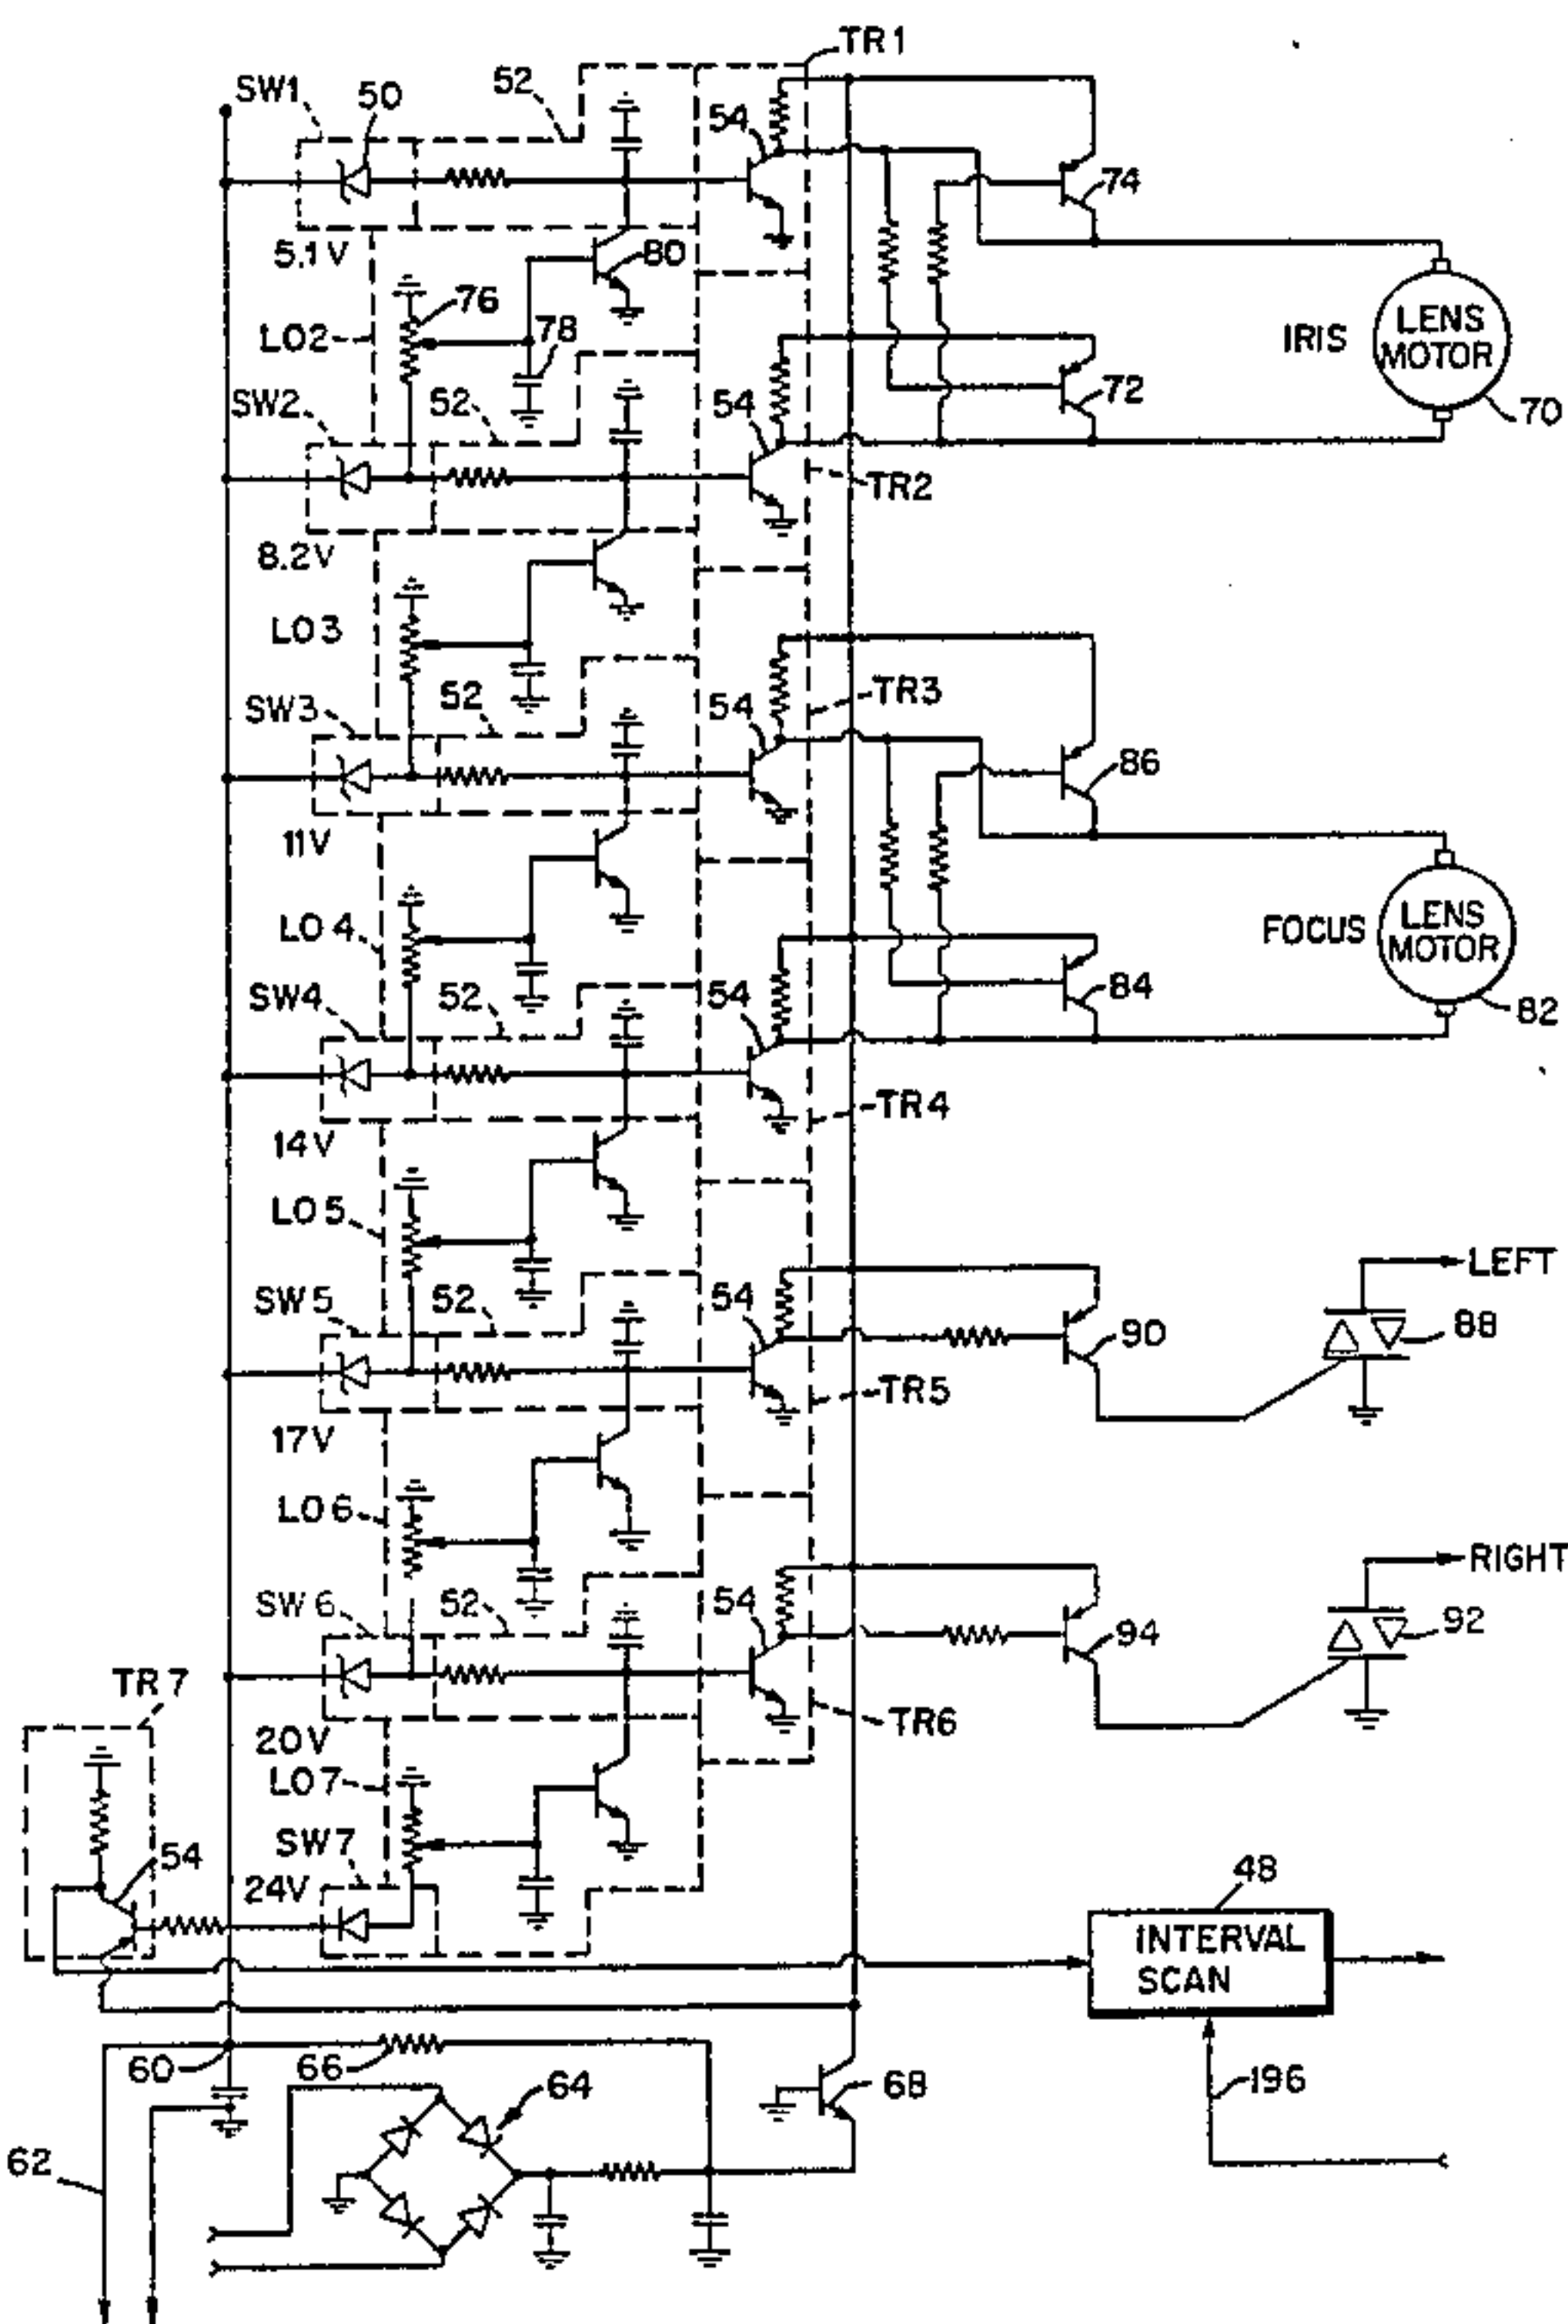 TR1
SW1
50
52
54
74
5.1V
80
76
LO2
78
IRIS
LENS
MOTOR
SW2
52
72
70
54
TR2
8.2V
LO3
TR3
SW3
52
54
86
11V
LO4
FOCUS
LENS
MOTOR
SW4
52
54
84
82
TR4
14V
LO5
LEFT
SW5
52
54
90
88
TR5
17V
LO6
RIGHT
SW6
52
54
94
92
TR7
TR6
20V
LO7
SW7
54
24V
48
INTERVAL
SCAN
60
66
64
68
196
62